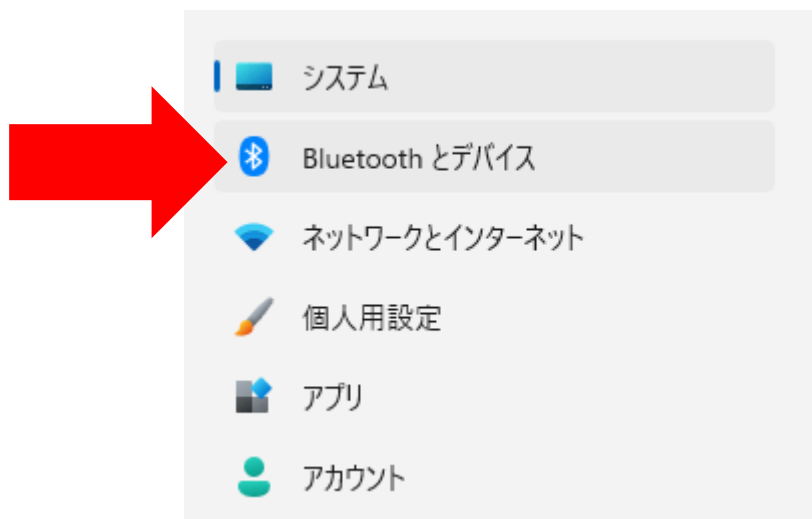 システム
Bluetooth とデバイス
ネットワークとインターネット
個人用設定
アプリ
アカウント